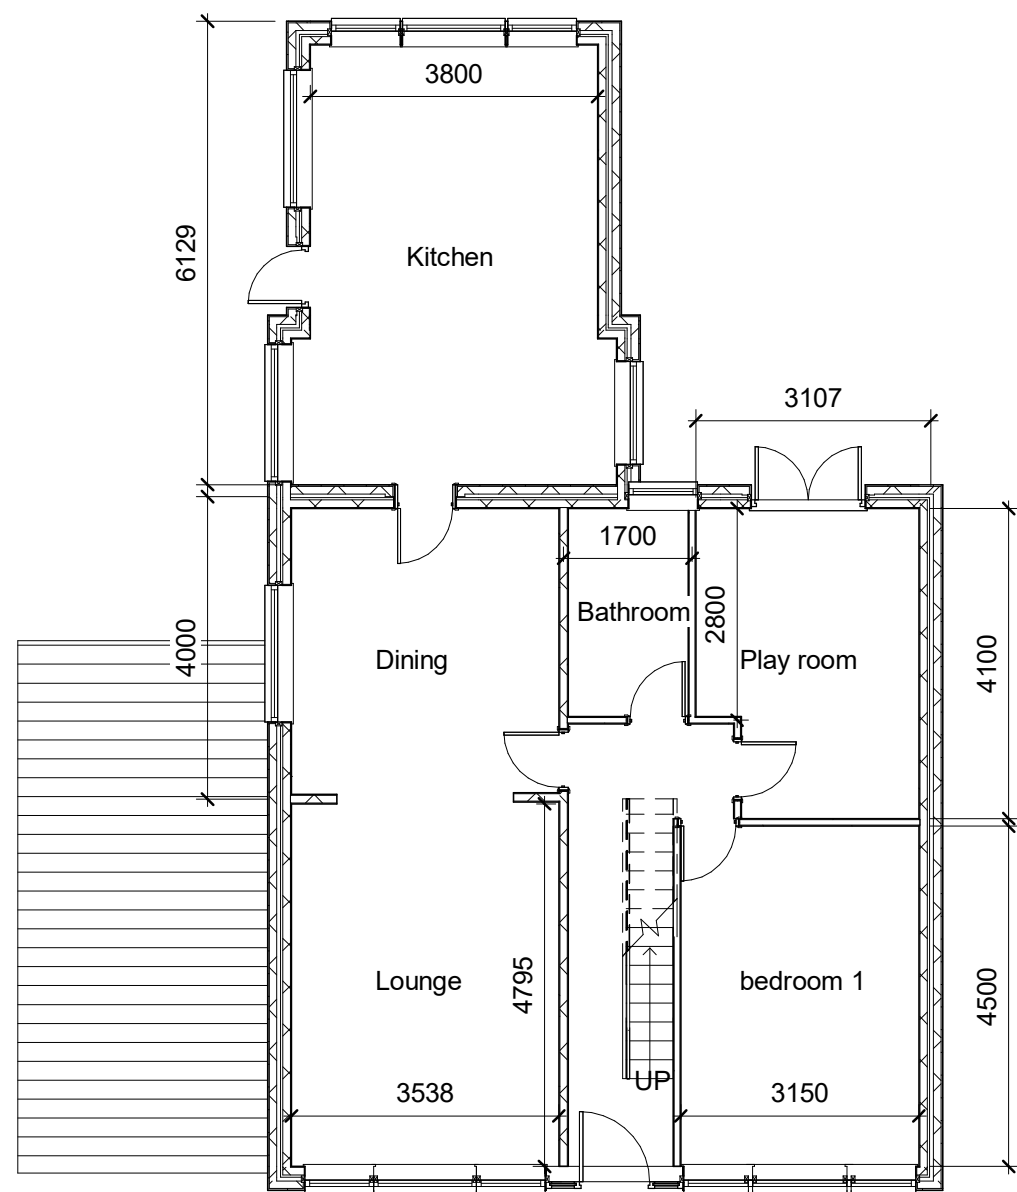 3800
6129
Kitchen
3107
1700
Bathroom
2800
4000
Dining
Play room
4100
Lounge
4795
bedroom 1
4500
UP
3538
3150